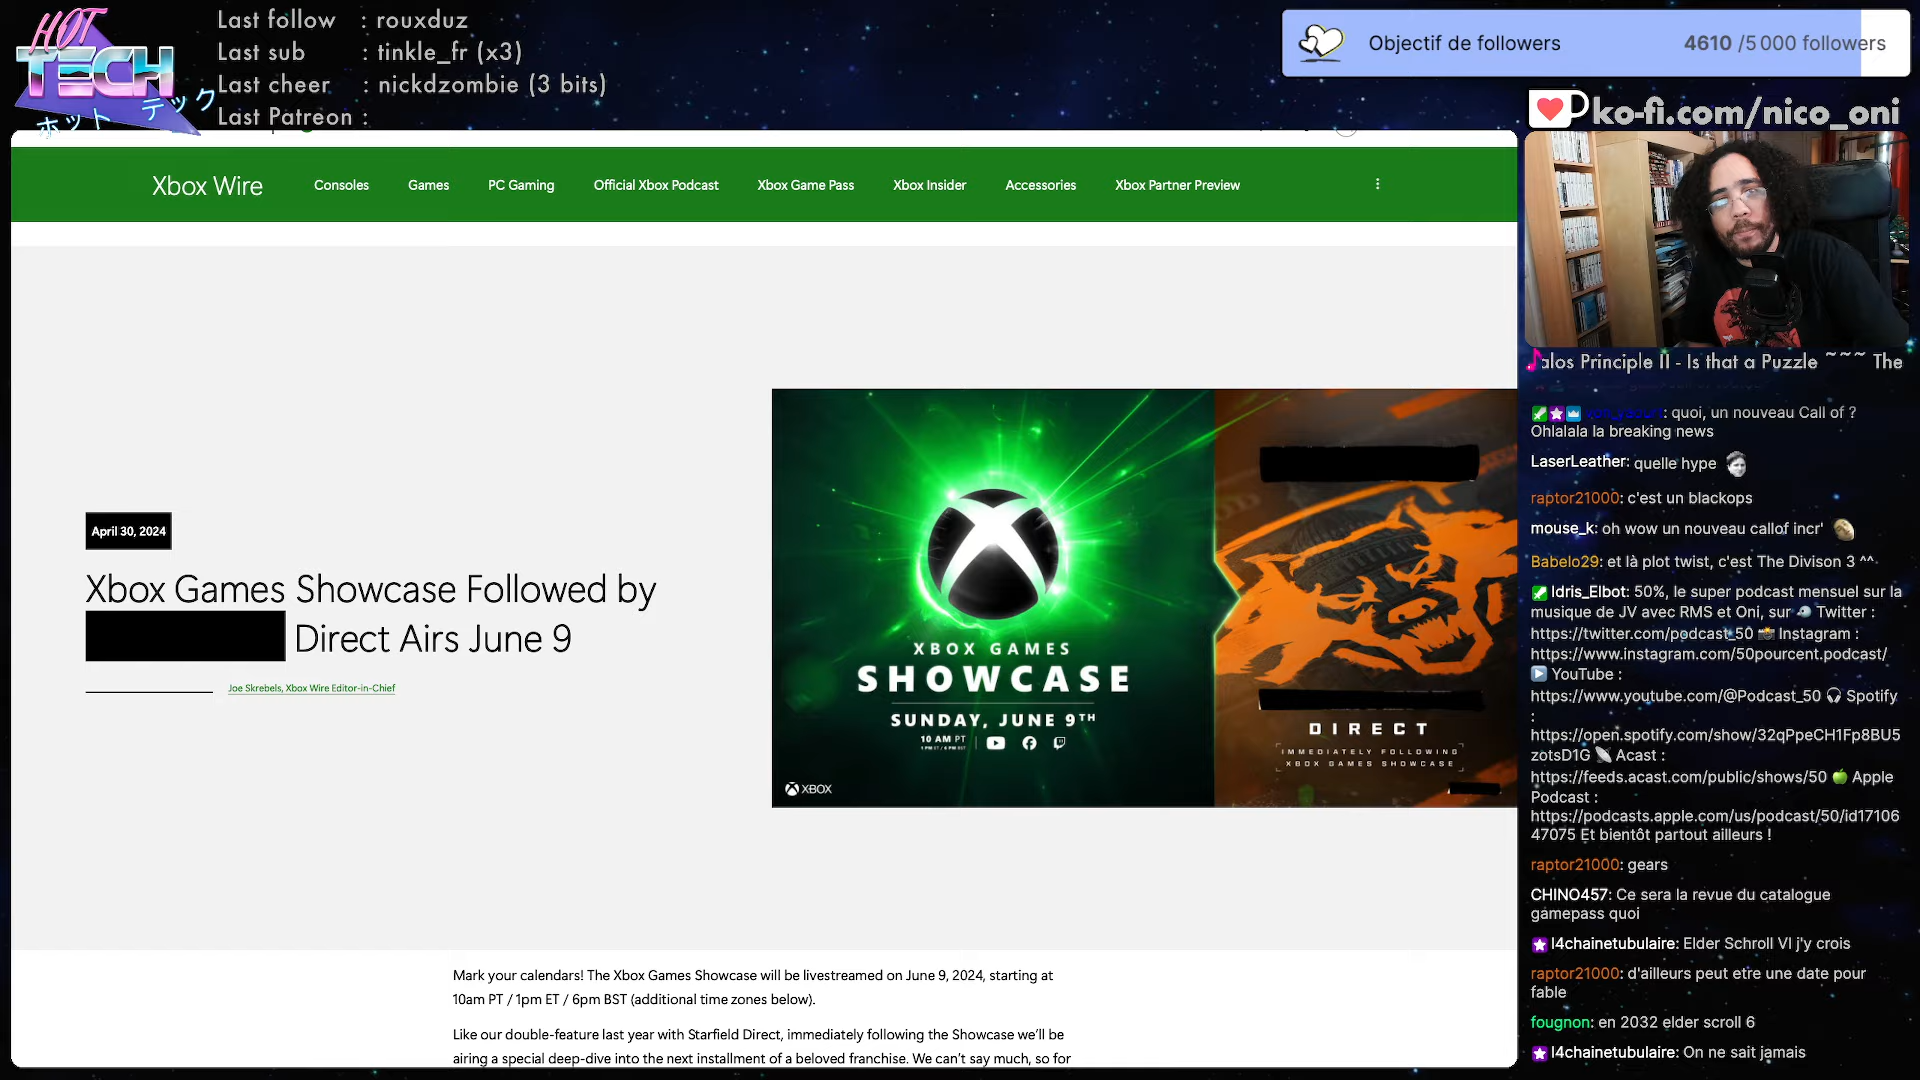 HOT
TECH
ホット テック
Last follow : rouxduz
Last sub : tinkle_fr (x3)
Last cheer : nickdzombie (3 bits)
Last Patreon :
Objectif de followers 4610 /5 000 followers
ko-fi.com/nico_oni
Xbox Wire Consoles Games PC Gaming Official Xbox Podcast Xbox Game Pass Xbox Insider Accessories Xbox Partner Preview
April 30, 2024
Xbox Games Showcase Followed by
Direct Airs June 9
Joe Skrebels, Xbox Wire Editor-in-Chief
XBOX GAMES
SHOWCASE
SUNDAY, JUNE 9TH
10 AM PT
XBOX
DIRECT
IMMEDIATELY FOLLOWING
XBOX GAMES SHOWCASE
Mark your calendars! The Xbox Games Showcase will be livestreamed on June 9, 2024, starting at
10am PT / 1pm ET / 6pm BST (additional time zones below).
Like our double-feature last year with Starfield Direct, immediately following the Showcase we'll be
airing a special deep-dive into the next installment of a beloved franchise. We can't say much, so for
alos Principle II - Is that a Puzzle ~~~ The
: quoi, un nouveau Call of ?
Ohlalala la breaking news
LaserLeather: quelle hype
raptor21000: c'est un blackops
mouse_k: oh wow un nouveau callof incr'
Babelo29: et là plot twist, c'est The Divison 3 ^^
Idris_Elbot: 50%, le super podcast mensuel sur la
musique de JV avec RMS et Oni, sur 🐦 Twitter :
https://twitter.com/podcast_50 📸 Instagram :
https://www.instagram.com/50pourcent.podcast/
▶️ YouTube :
https://www.youtube.com/@Podcast_50 🎧 Spotify
:
https://open.spotify.com/show/32qPpeCH1Fp8BU5
zotsD1G 📡 Acast :
https://feeds.acast.com/public/shows/50 🍏 Apple
Podcast :
https://podcasts.apple.com/us/podcast/50/id17106
47075 Et bientôt partout ailleurs !
raptor21000: gears
CHINO457: Ce sera la revue du catalogue
gamepass quoi
l4chainetubulaire: Elder Schroll VI j'y crois
raptor21000: d'ailleurs peut etre une date pour
fable
fougnon: en 2032 elder scroll 6
l4chainetubulaire: On ne sait jamais